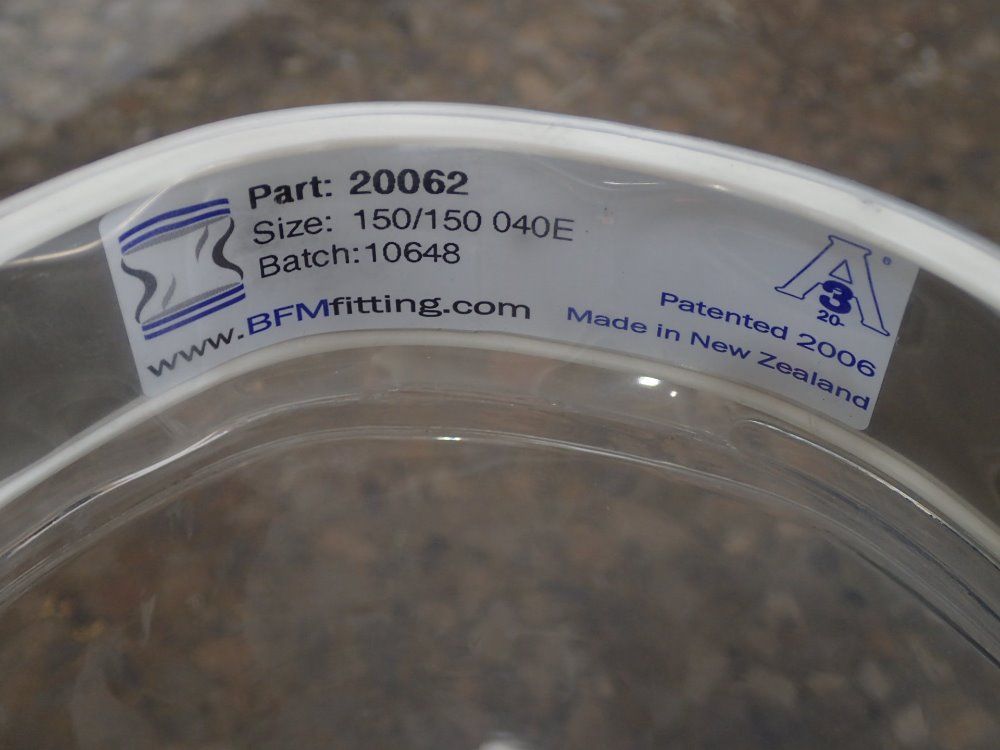 Part: 20062
Size: 150/150 040E
Batch:10648
www.BFMfitting.com
A®
3
20-
Patented 2006
Made in New Zealand